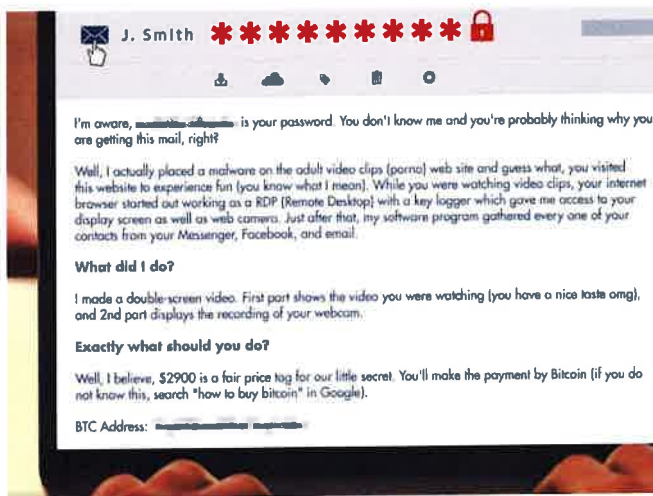 J. Smith *********
I'm aware, is your password. You don't know me and you're probably thinking why you
are getting this mail, right?
Well, I actually placed a malware on the adult video clips (porno) web site and guess what, you visited
this website to experience fun (you know what I mean). While you were watching video clips, your internet
browser started out working as a RDP (Remote Desktop) with a key logger which gave me access to your
display screen as well as web camera. Just after that, my software program gathered every one of your
contacts from your Messenger, Facebook, and email.
What did I do?
I made a double-screen video. First part shows the video you were watching (you have a nice taste omg),
and 2nd part displays the recording of your webcam.
Exactly what should you do?
Well, I believe, $2900 is a fair price tag for our little secret. You'll make the payment by Bitcoin (if you do
not know this, search "how to buy bitcoin" in Google).
BTC Address: